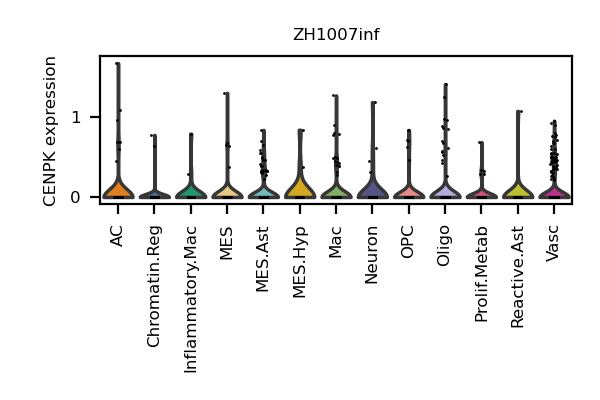 ZH1007inf
CENPK expression
1
0
AC
Chromatin.Reg
Inflammatory.Mac
MES
MES.Ast
MES.Hyp
Mac
Neuron
OPC
Oligo
Prolif.Metab
Reactive.Ast
Vasc